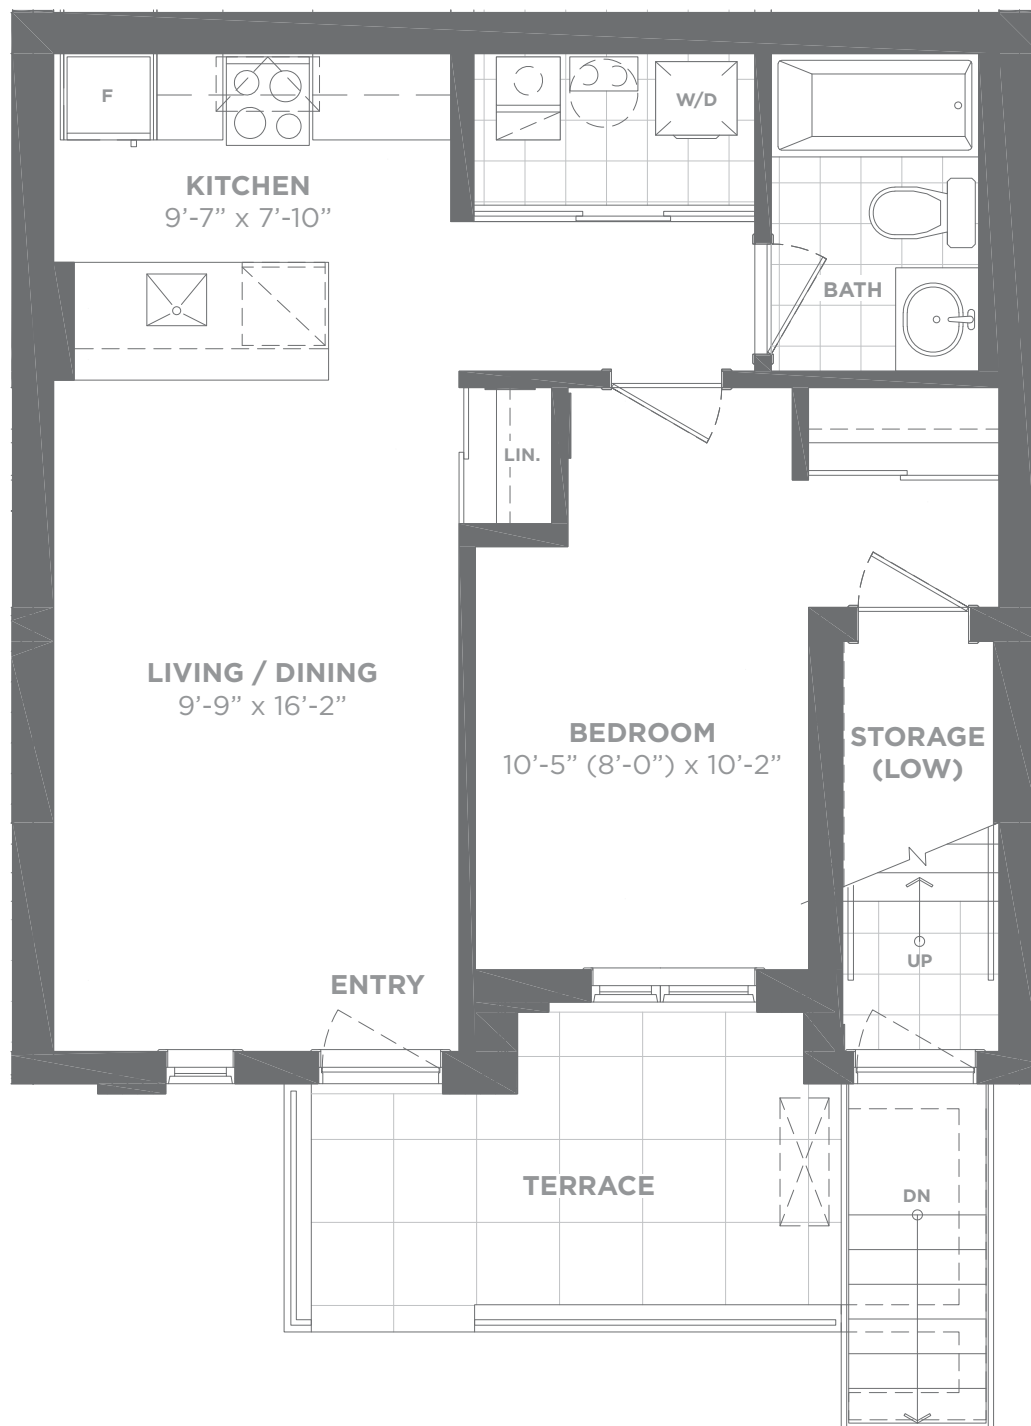 F
W/D
KITCHEN
9’-7” x 7’-10”
BATH
LIN.
LIVING / DINING
9’-9” x 16’-2”
BEDROOM
10’-5” (8’-0”) x 10’-2”
STORAGE
(LOW)
UP
ENTRY
TERRACE
DN